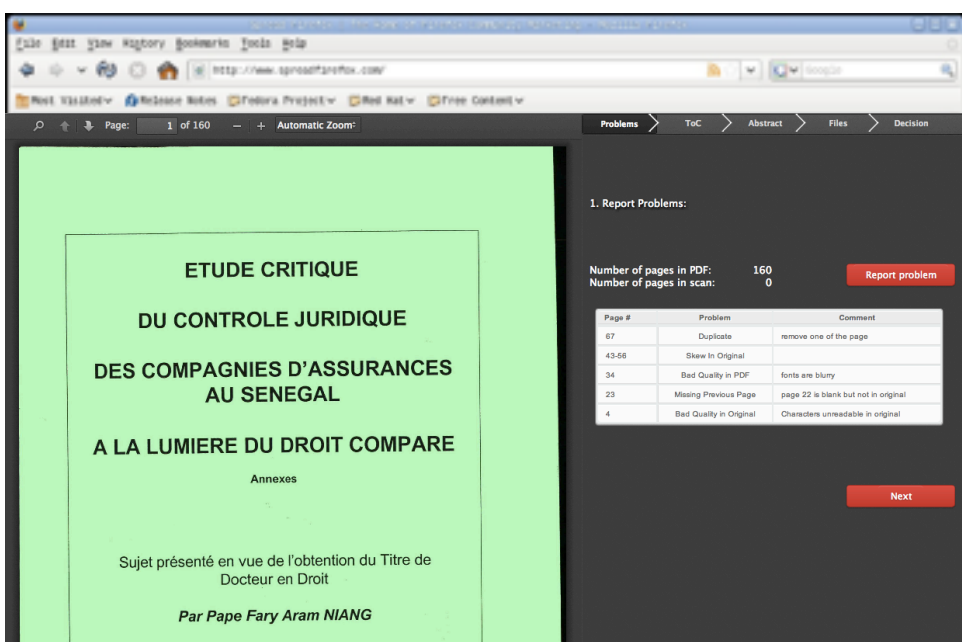 File Edit View History Bookmarks Tools Help
http://www.spreadfirefox.com/
Google
Most Visited Release Notes Fedora Project Red Hat Free Content
Page: 1 of 160 − + Automatic Zoom
Problems ToC Abstract Files Decision
ETUDE CRITIQUE
DU CONTROLE JURIDIQUE
DES COMPAGNIES D'ASSURANCES
AU SENEGAL
A LA LUMIERE DU DROIT COMPARE
Annexes
Sujet présenté en vue de l'obtention du Titre de
Docteur en Droit
Par Pape Fary Aram NIANG
1. Report Problems:
Number of pages in PDF: 160
Number of pages in scan: 0
Report problem
Page # Problem Comment
67 Duplicate remove one of the page
43-56 Skew In Original
34 Bad Quality in PDF fonts are blurry
23 Missing Previous Page page 22 is blank but not in original
4 Bad Quality in Original Characters unreadable in original
Next